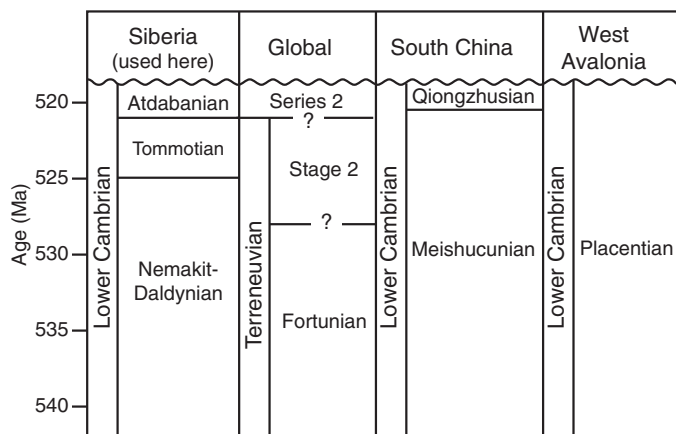 Siberia
(used here)
Global
South China
West
Avalonia
Age (Ma)
520
525
530
535
540
Lower Cambrian
Atdabanian
Tommotian
Nemakit-
Daldynian
Terreneuvian
Series 2
?
Stage 2
?
Fortunian
Lower Cambrian
Qiongzhusian
Meishucunian
Lower Cambrian
Placentian